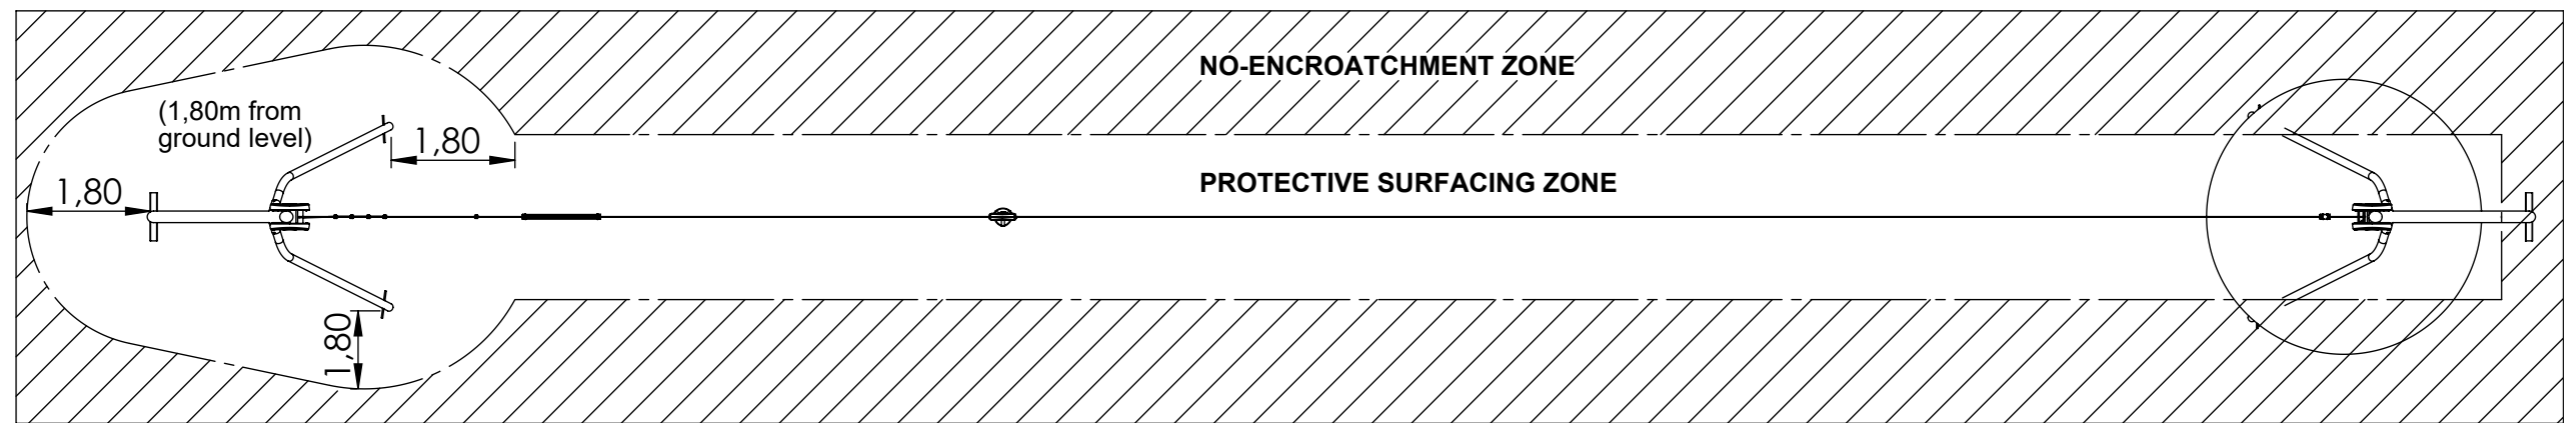 NO-ENCROATCHMENT ZONE
(1,80m from
ground level)
1,80
PROTECTIVE SURFACING ZONE
1,80
1,80